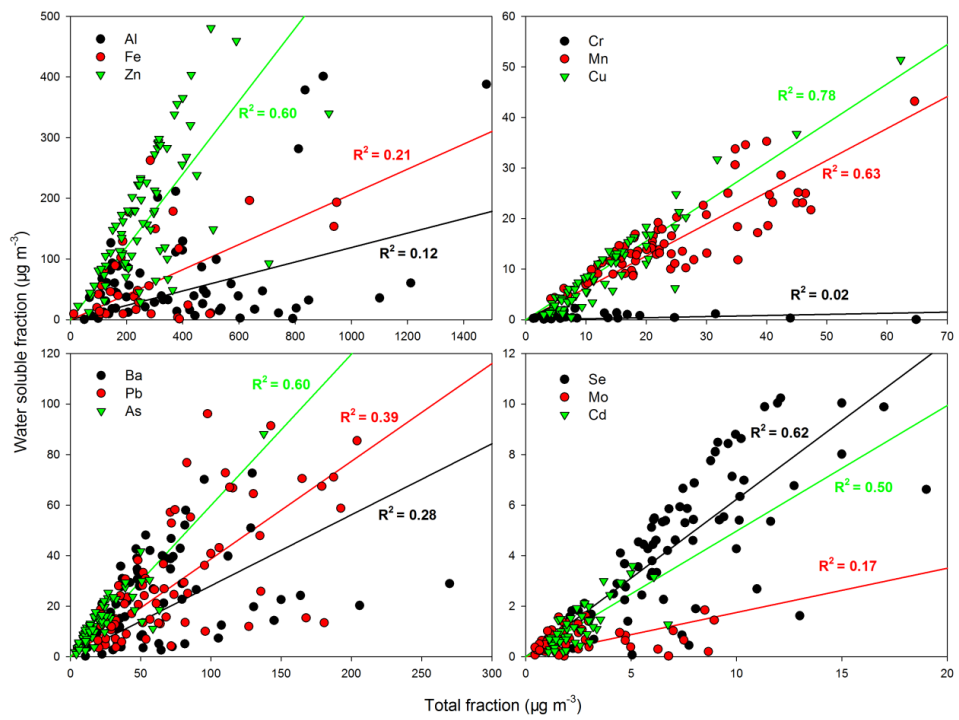 500
400
300
200
100
0
0 200 400 600 800 1000 1200 1400
Al
Fe
Zn
R² = 0.60
R² = 0.21
R² = 0.12
60
50
40
30
20
10
0
0 10 20 30 40 50 60 70
Cr
Mn
Cu
R² = 0.78
R² = 0.63
R² = 0.02
120
100
80
60
40
20
0
0 50 100 150 200 250 300
Ba
Pb
As
R² = 0.60
R² = 0.39
R² = 0.28
12
10
8
6
4
2
0
0 5 10 15 20
Se
Mo
Cd
R² = 0.62
R² = 0.50
R² = 0.17
Water soluble fraction (µg m⁻³)
Total fraction (µg m⁻³)